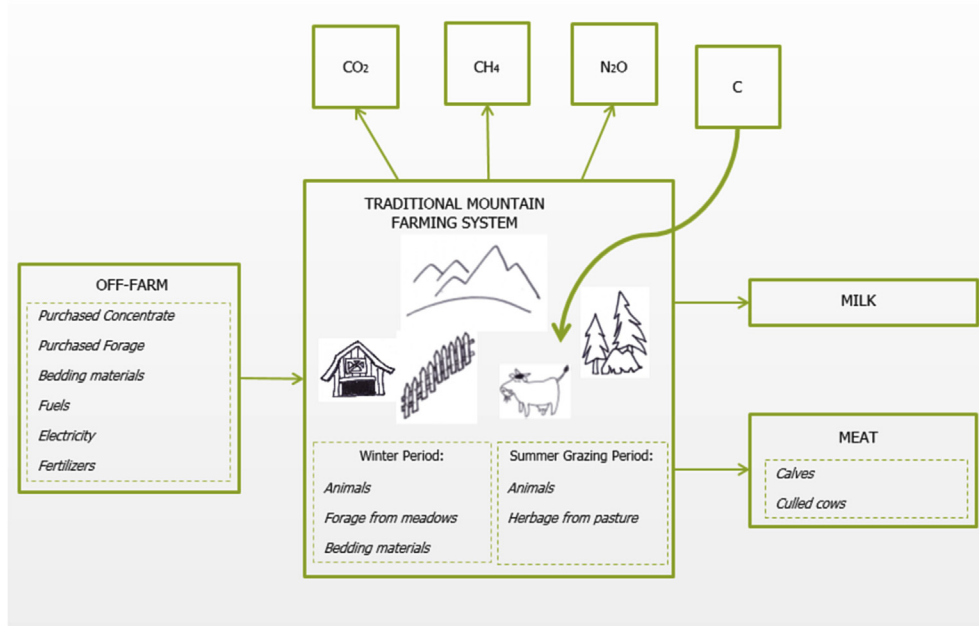 CO₂
CH₄
N₂O
C
TRADITIONAL MOUNTAIN
FARMING SYSTEM
OFF-FARM
Purchased Concentrate
Purchased Forage
Bedding materials
Fuels
Electricity
Fertilizers
Winter Period:
Animals
Forage from meadows
Bedding materials
Summer Grazing Period:
Animals
Herbage from pasture
MILK
MEAT
Calves
Culled cows